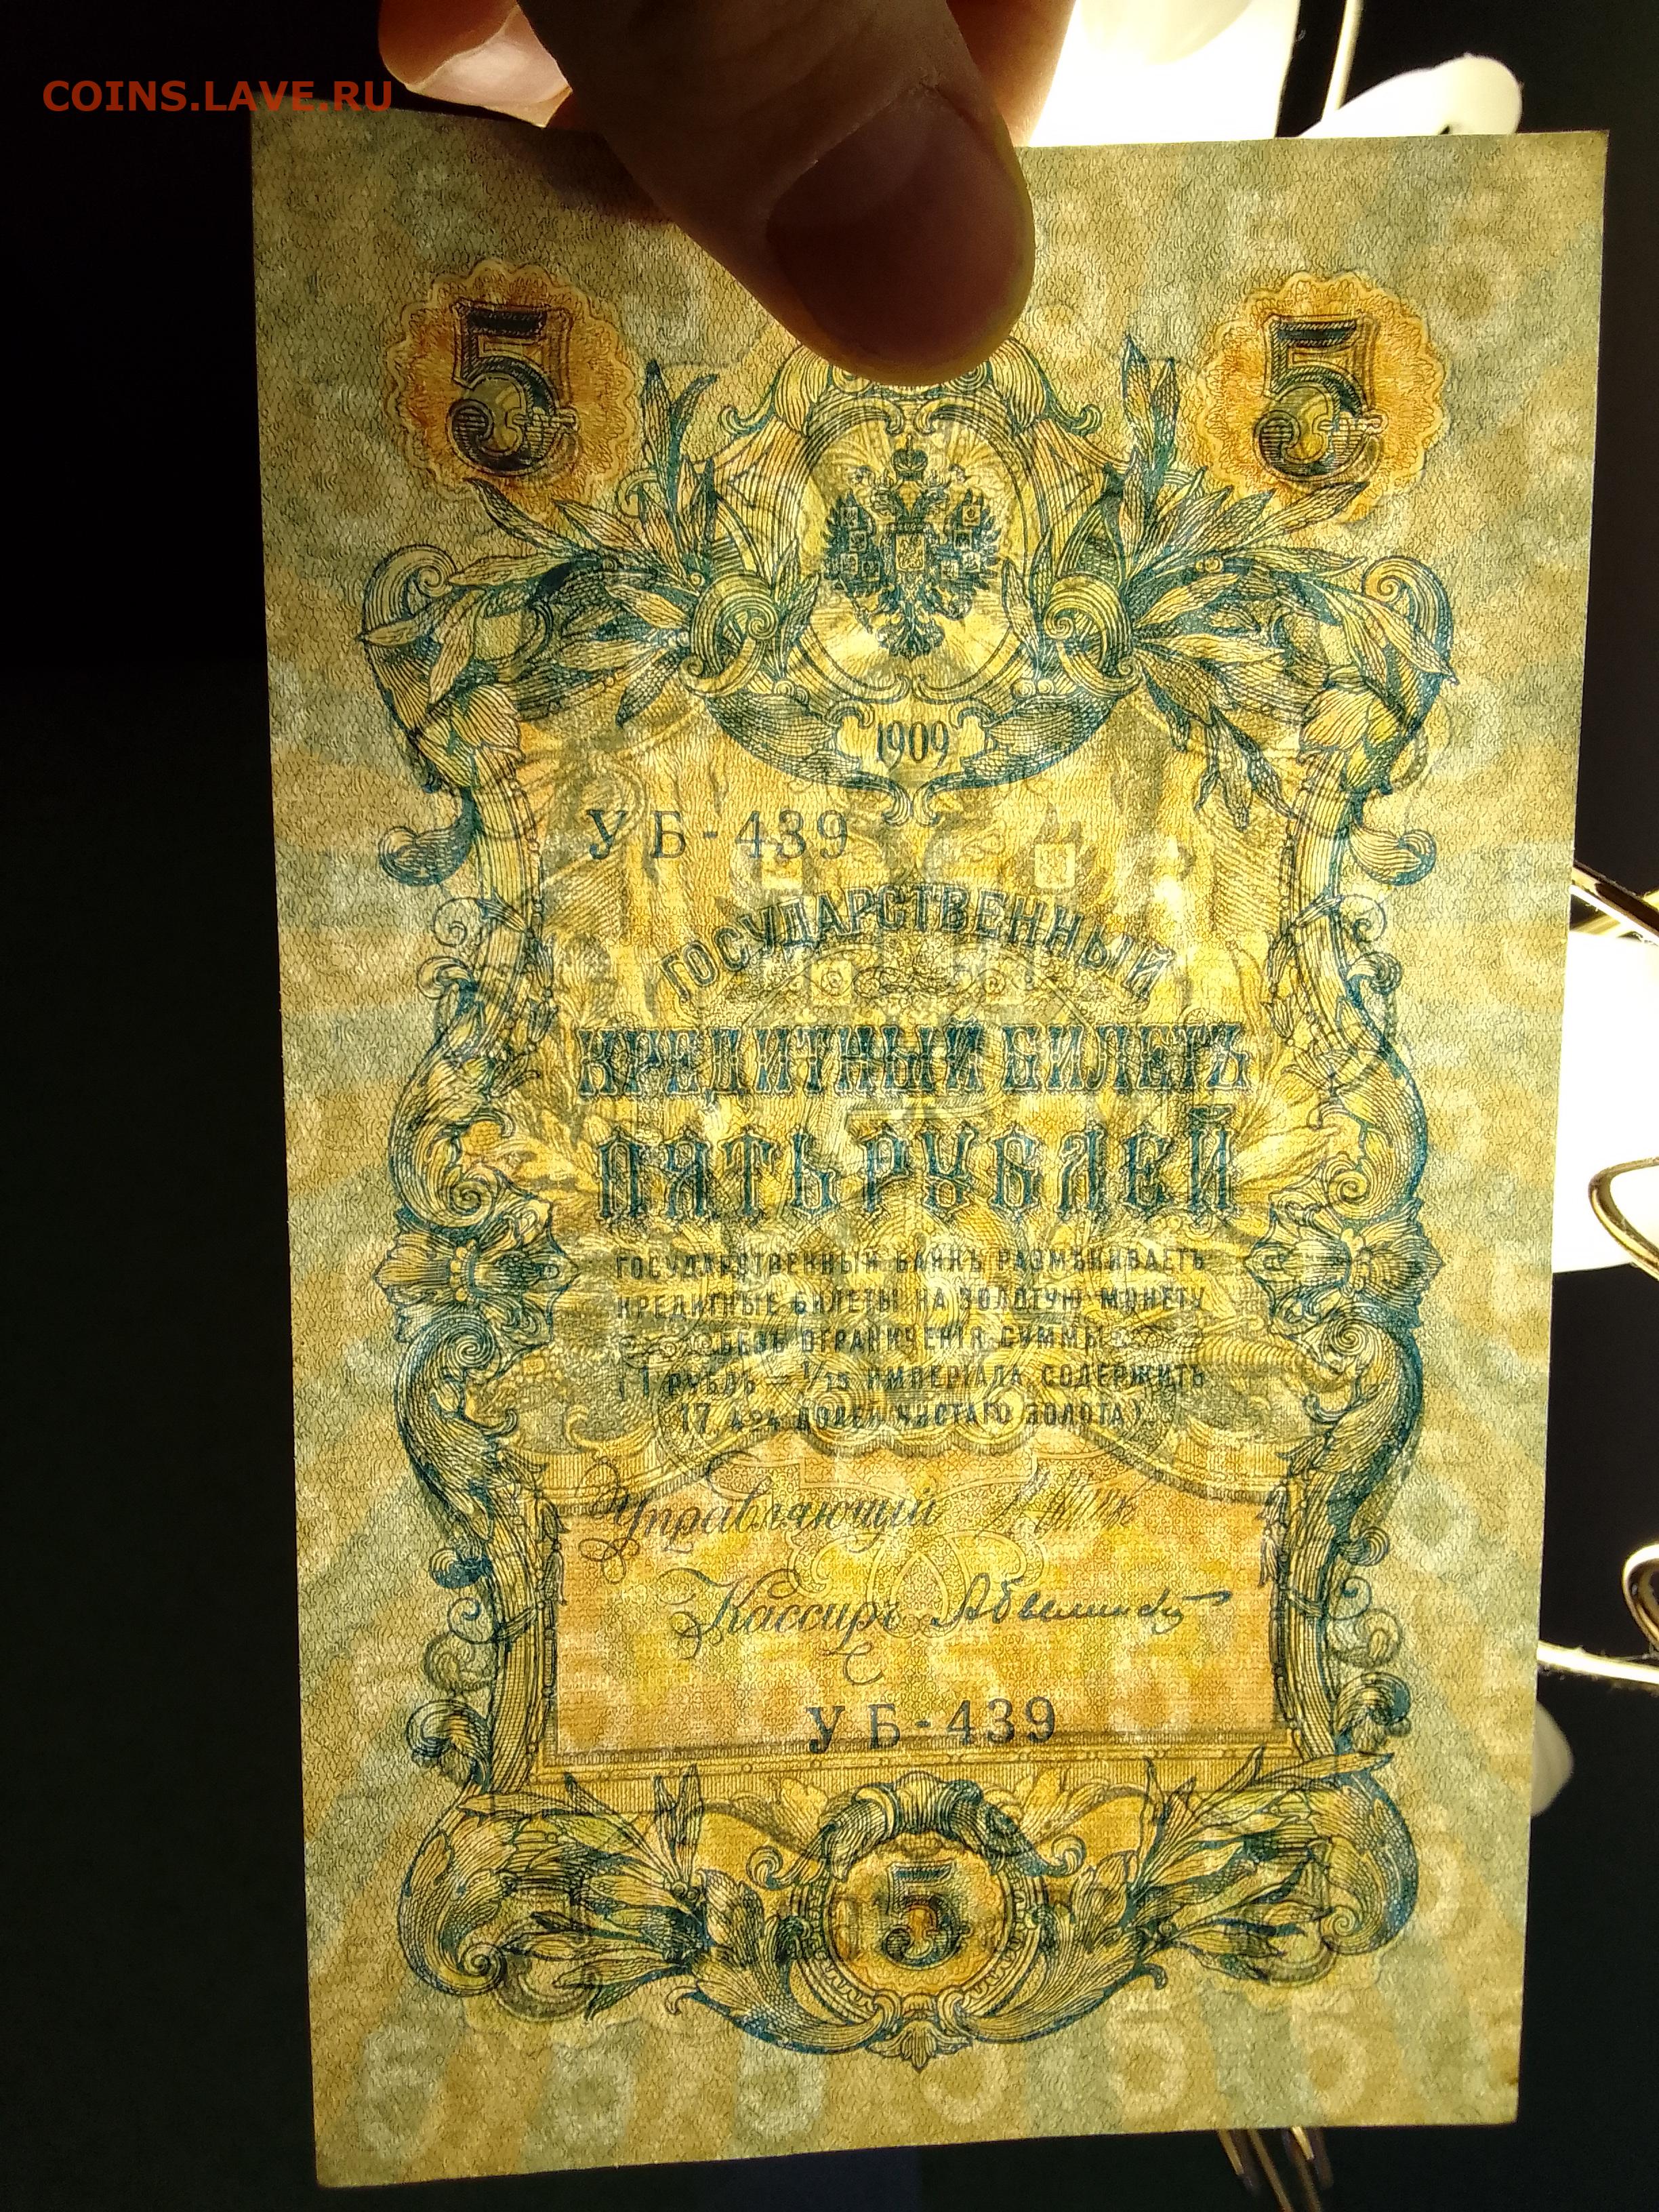 COINS.LAVE.RU
5 5
1909
УБ-439
ГОСУДАРСТВЕННЫЙ
КРЕДИТНЫЙ БИЛЕТЪ
ПЯТЬ РУБЛЕЙ
ГОСУДАРСТВЕННЫЙ БАНКЪ РАЗМѢНИВАЕТЪ
КРЕДИТНЫЕ БИЛЕТЫ НА ЗОЛОТУЮ МОНЕТУ
БЕЗЪ ОГРАНИЧЕНІЯ СУММЫ
(1 РУБЛЬ = 1/15 ИМПЕРІАЛА, СОДЕРЖИТЪ
17,424 ДОЛЕЙ ЧИСТАГО ЗОЛОТА).
Управляющій
Кассиръ
УБ-439
5